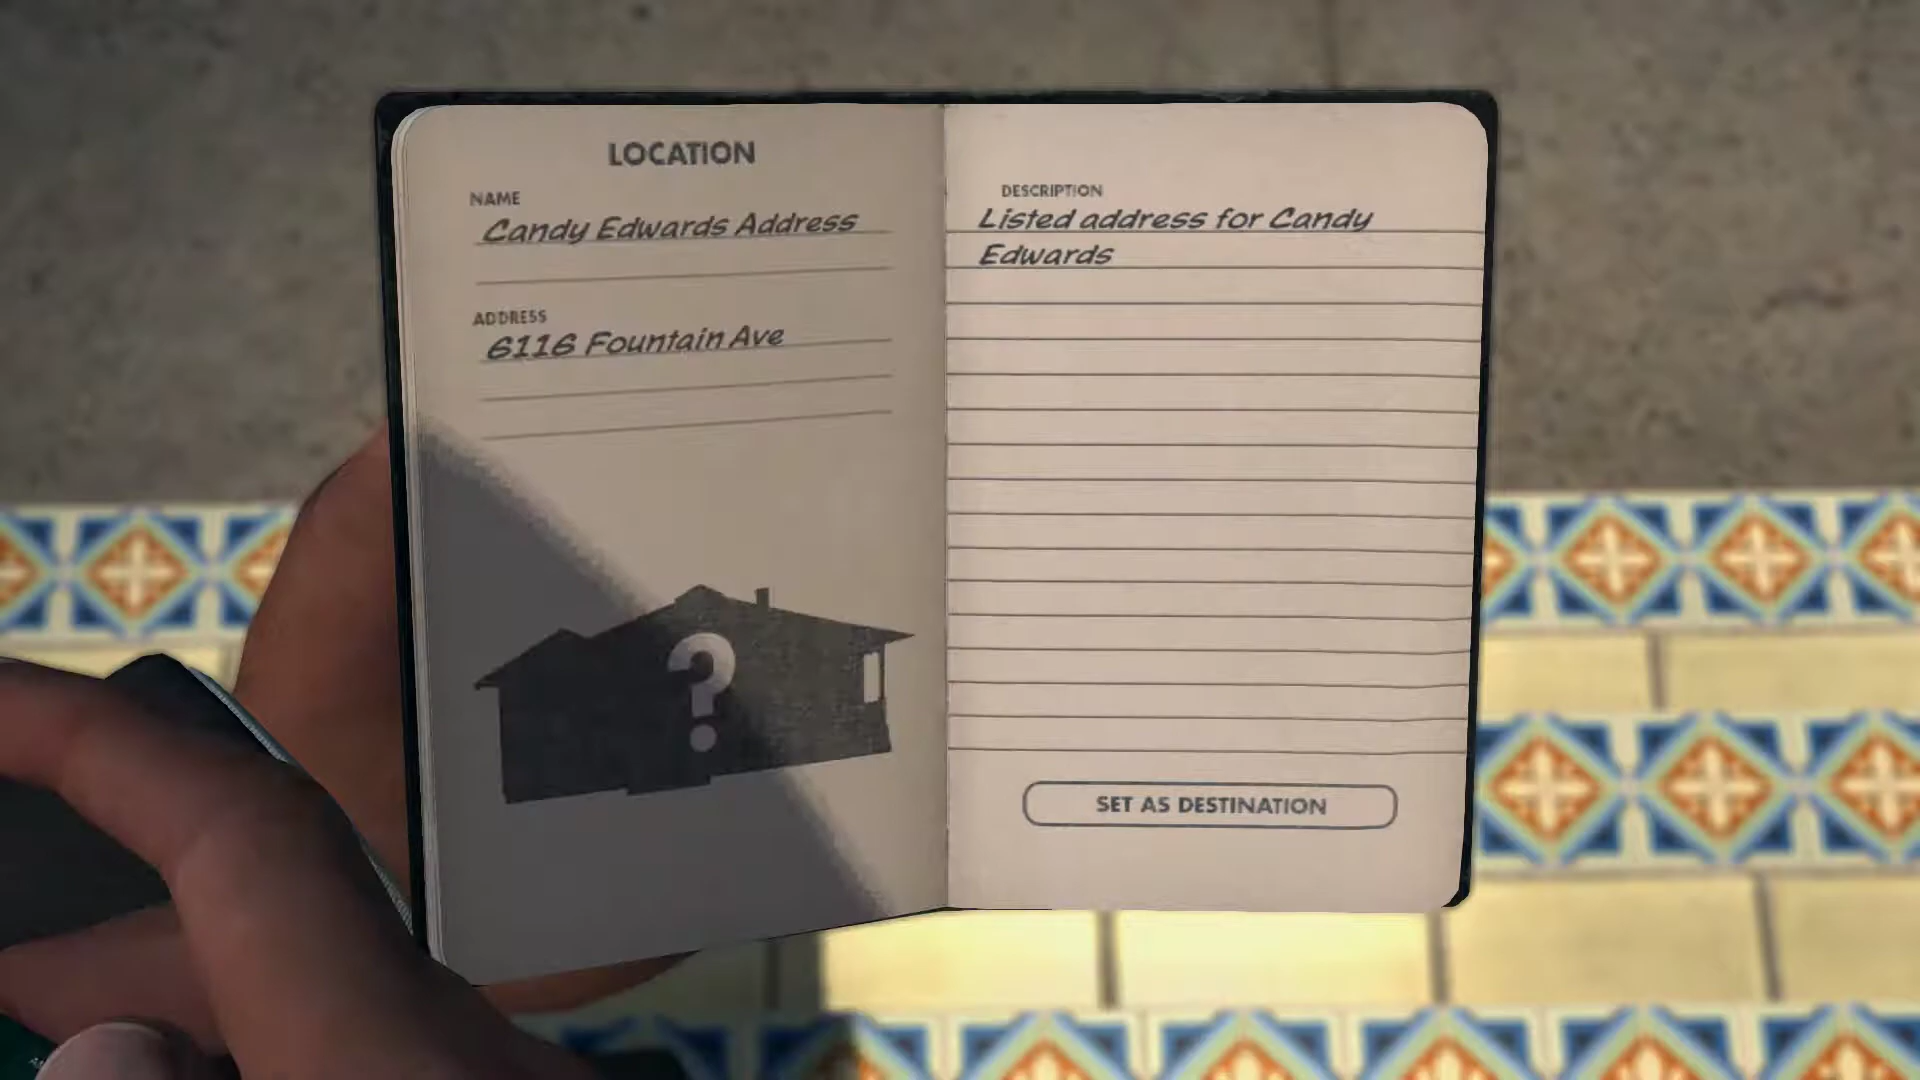 LOCATION
NAME
Candy Edwards Address
ADDRESS
6116 Fountain Ave
?
DESCRIPTION
Listed address for Candy
Edwards
SET AS DESTINATION